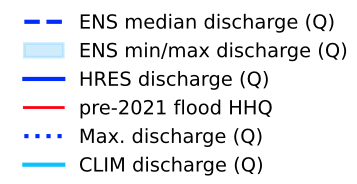 ENS median discharge (Q)
ENS min/max discharge (Q)
HRES discharge (Q)
pre-2021 flood HHQ
Max. discharge (Q)
CLIM discharge (Q)